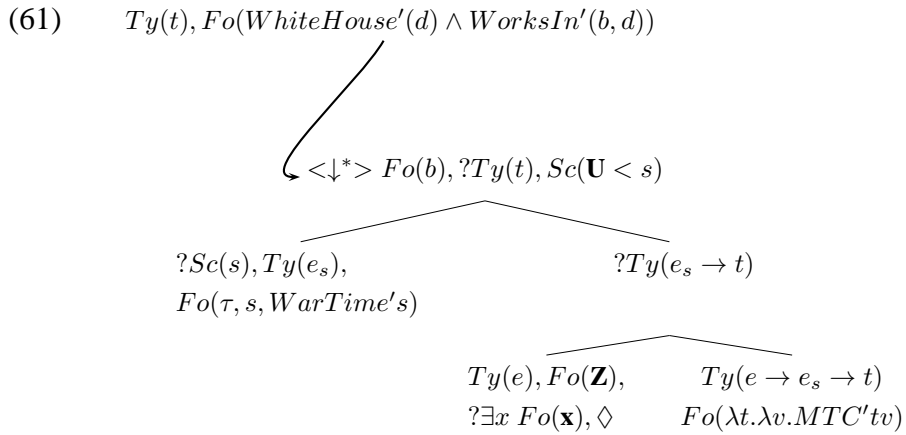 (61) Ty(t), Fo(WhiteHouse′(d) ∧ WorksIn′(b, d))
<↓*> Fo(b), ?Ty(t), Sc(U < s)
?Sc(s), Ty(e_s), ?Ty(e_s → t)
Fo(τ, s, WarTime′s)
Ty(e), Fo(Z), Ty(e → e_s → t)
?∃x Fo(x), ◇ Fo(λt.λv.MTC′tv)